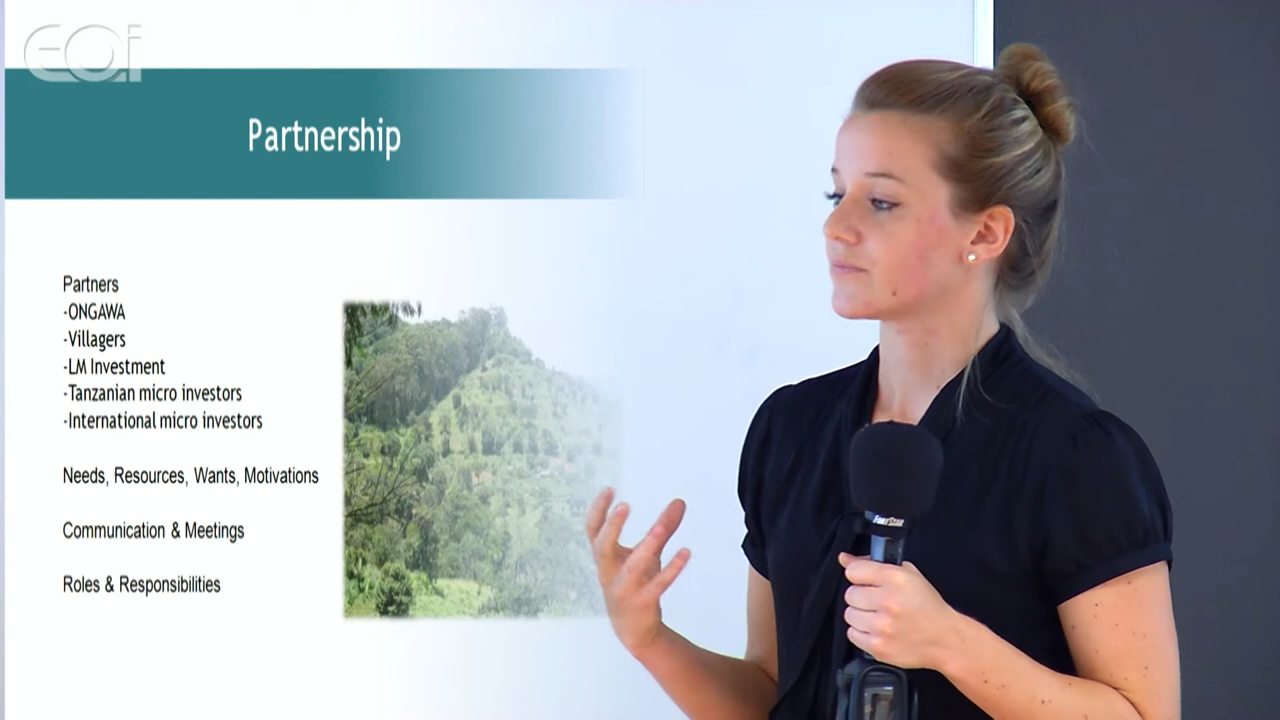 EOi
Partnership
Partners
-ONGAWA
-Villagers
-LM Investment
-Tanzanian micro investors
-International micro investors
Needs, Resources, Wants, Motivations
Communication & Meetings
Roles & Responsibilities